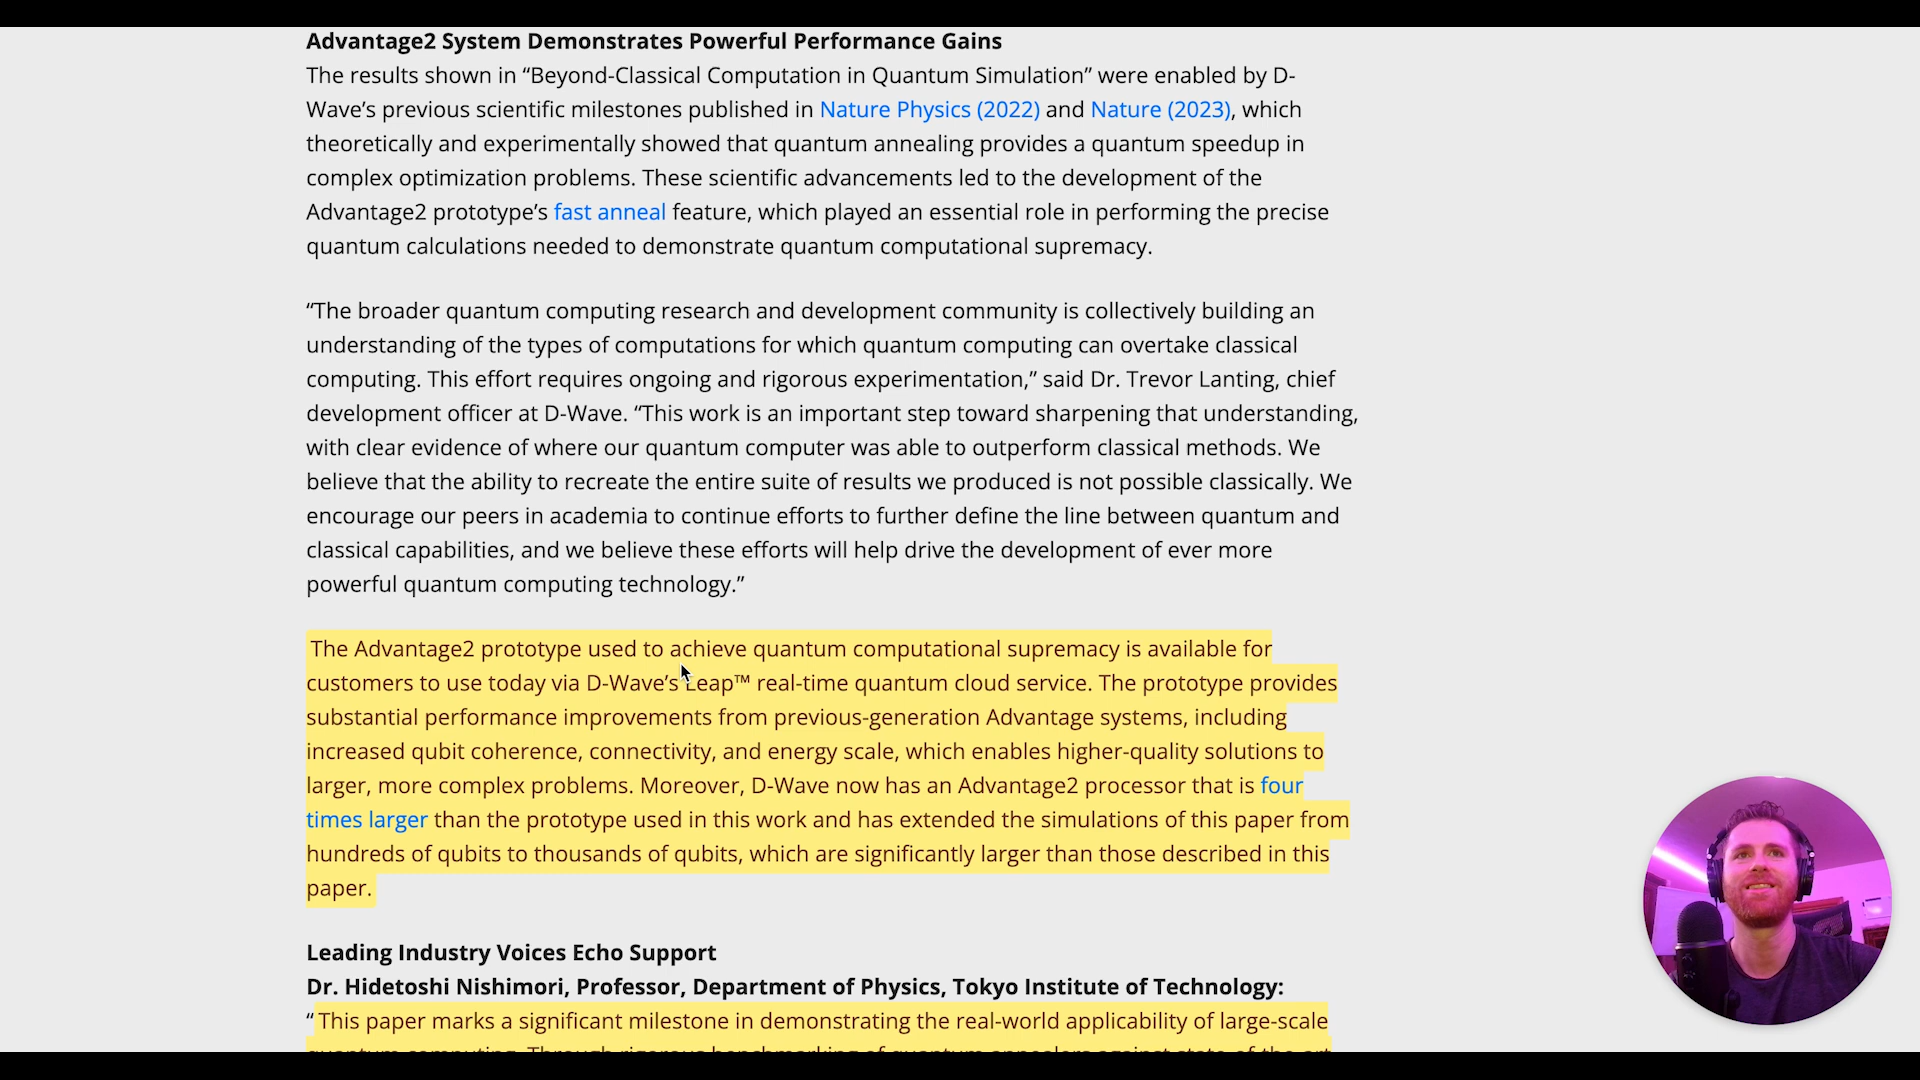 Advantage2 System Demonstrates Powerful Performance Gains
The results shown in “Beyond-Classical Computation in Quantum Simulation” were enabled by D-
Wave’s previous scientific milestones published in Nature Physics (2022) and Nature (2023), which
theoretically and experimentally showed that quantum annealing provides a quantum speedup in
complex optimization problems. These scientific advancements led to the development of the
Advantage2 prototype’s fast anneal feature, which played an essential role in performing the precise
quantum calculations needed to demonstrate quantum computational supremacy.
“The broader quantum computing research and development community is collectively building an
understanding of the types of computations for which quantum computing can overtake classical
computing. This effort requires ongoing and rigorous experimentation,” said Dr. Trevor Lanting, chief
development officer at D-Wave. “This work is an important step toward sharpening that understanding,
with clear evidence of where our quantum computer was able to outperform classical methods. We
believe that the ability to recreate the entire suite of results we produced is not possible classically. We
encourage our peers in academia to continue efforts to further define the line between quantum and
classical capabilities, and we believe these efforts will help drive the development of ever more
powerful quantum computing technology.”
The Advantage2 prototype used to achieve quantum computational supremacy is available for
customers to use today via D-Wave’s Leap™ real-time quantum cloud service. The prototype provides
substantial performance improvements from previous-generation Advantage systems, including
increased qubit coherence, connectivity, and energy scale, which enables higher-quality solutions to
larger, more complex problems. Moreover, D-Wave now has an Advantage2 processor that is four
times larger than the prototype used in this work and has extended the simulations of this paper from
hundreds of qubits to thousands of qubits, which are significantly larger than those described in this
paper.
Leading Industry Voices Echo Support
Dr. Hidetoshi Nishimori, Professor, Department of Physics, Tokyo Institute of Technology:
“This paper marks a significant milestone in demonstrating the real-world applicability of large-scale
quantum computing. Through rigorous benchmarking of quantum annealers against state-of-the-art